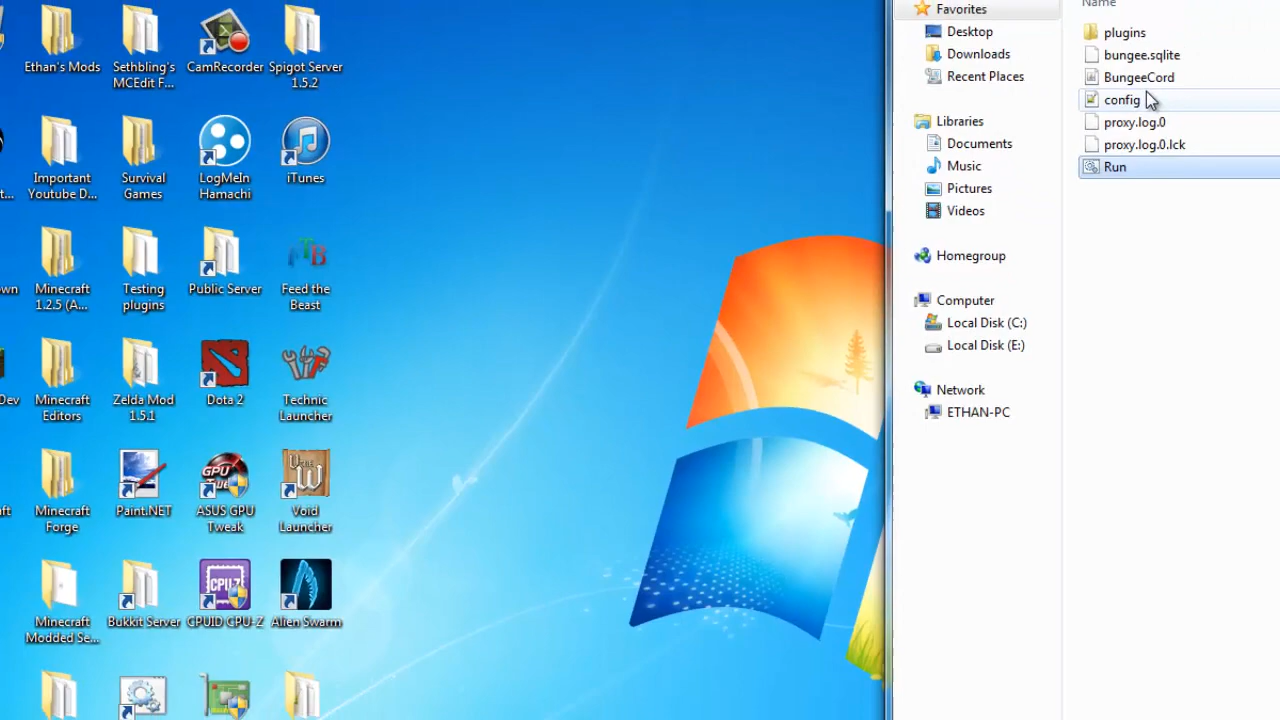 Ethan's Mods
Sethbling's
MCEdit F...
CamRecorder
Spigot Server
1.5.2
Important
Youtube D...
Survival
Games
LogMeIn
Hamachi
iTunes
Minecraft
1.2.5 (A...
Testing
plugins
Public Server
Feed the
Beast
Minecraft
Editors
Zelda Mod
1.5.1
Dota 2
Technic
Launcher
Minecraft
Forge
Paint.NET
ASUS GPU
Tweak
Void
Launcher
Minecraft
Modded Se...
Bukkit Server
CPUID CPU-Z
Alien Swarm
Favorites
Desktop
Downloads
Recent Places
Libraries
Documents
Music
Pictures
Videos
Homegroup
Computer
Local Disk (C:)
Local Disk (E:)
Network
ETHAN-PC
Name
plugins
bungee.sqlite
BungeeCord
config
proxy.log.0
proxy.log.0.lck
Run